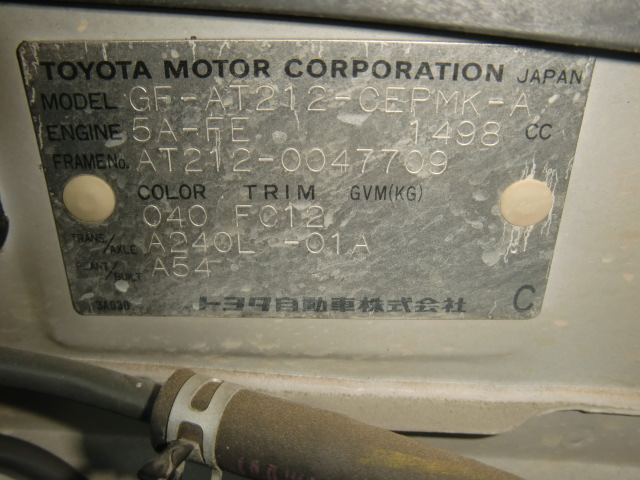 TOYOTA MOTOR CORPORATION JAPAN
MODEL GF-AT212-CEPMK-A
ENGINE 5A-FE 1498 CC
FRAME No. AT212-0047709
COLOR TRIM GVM(KG)
040 FC12
TRANS/AXLE A240L -01A
PLANT/BUILT A54
トヨタ自動車株式会社 C